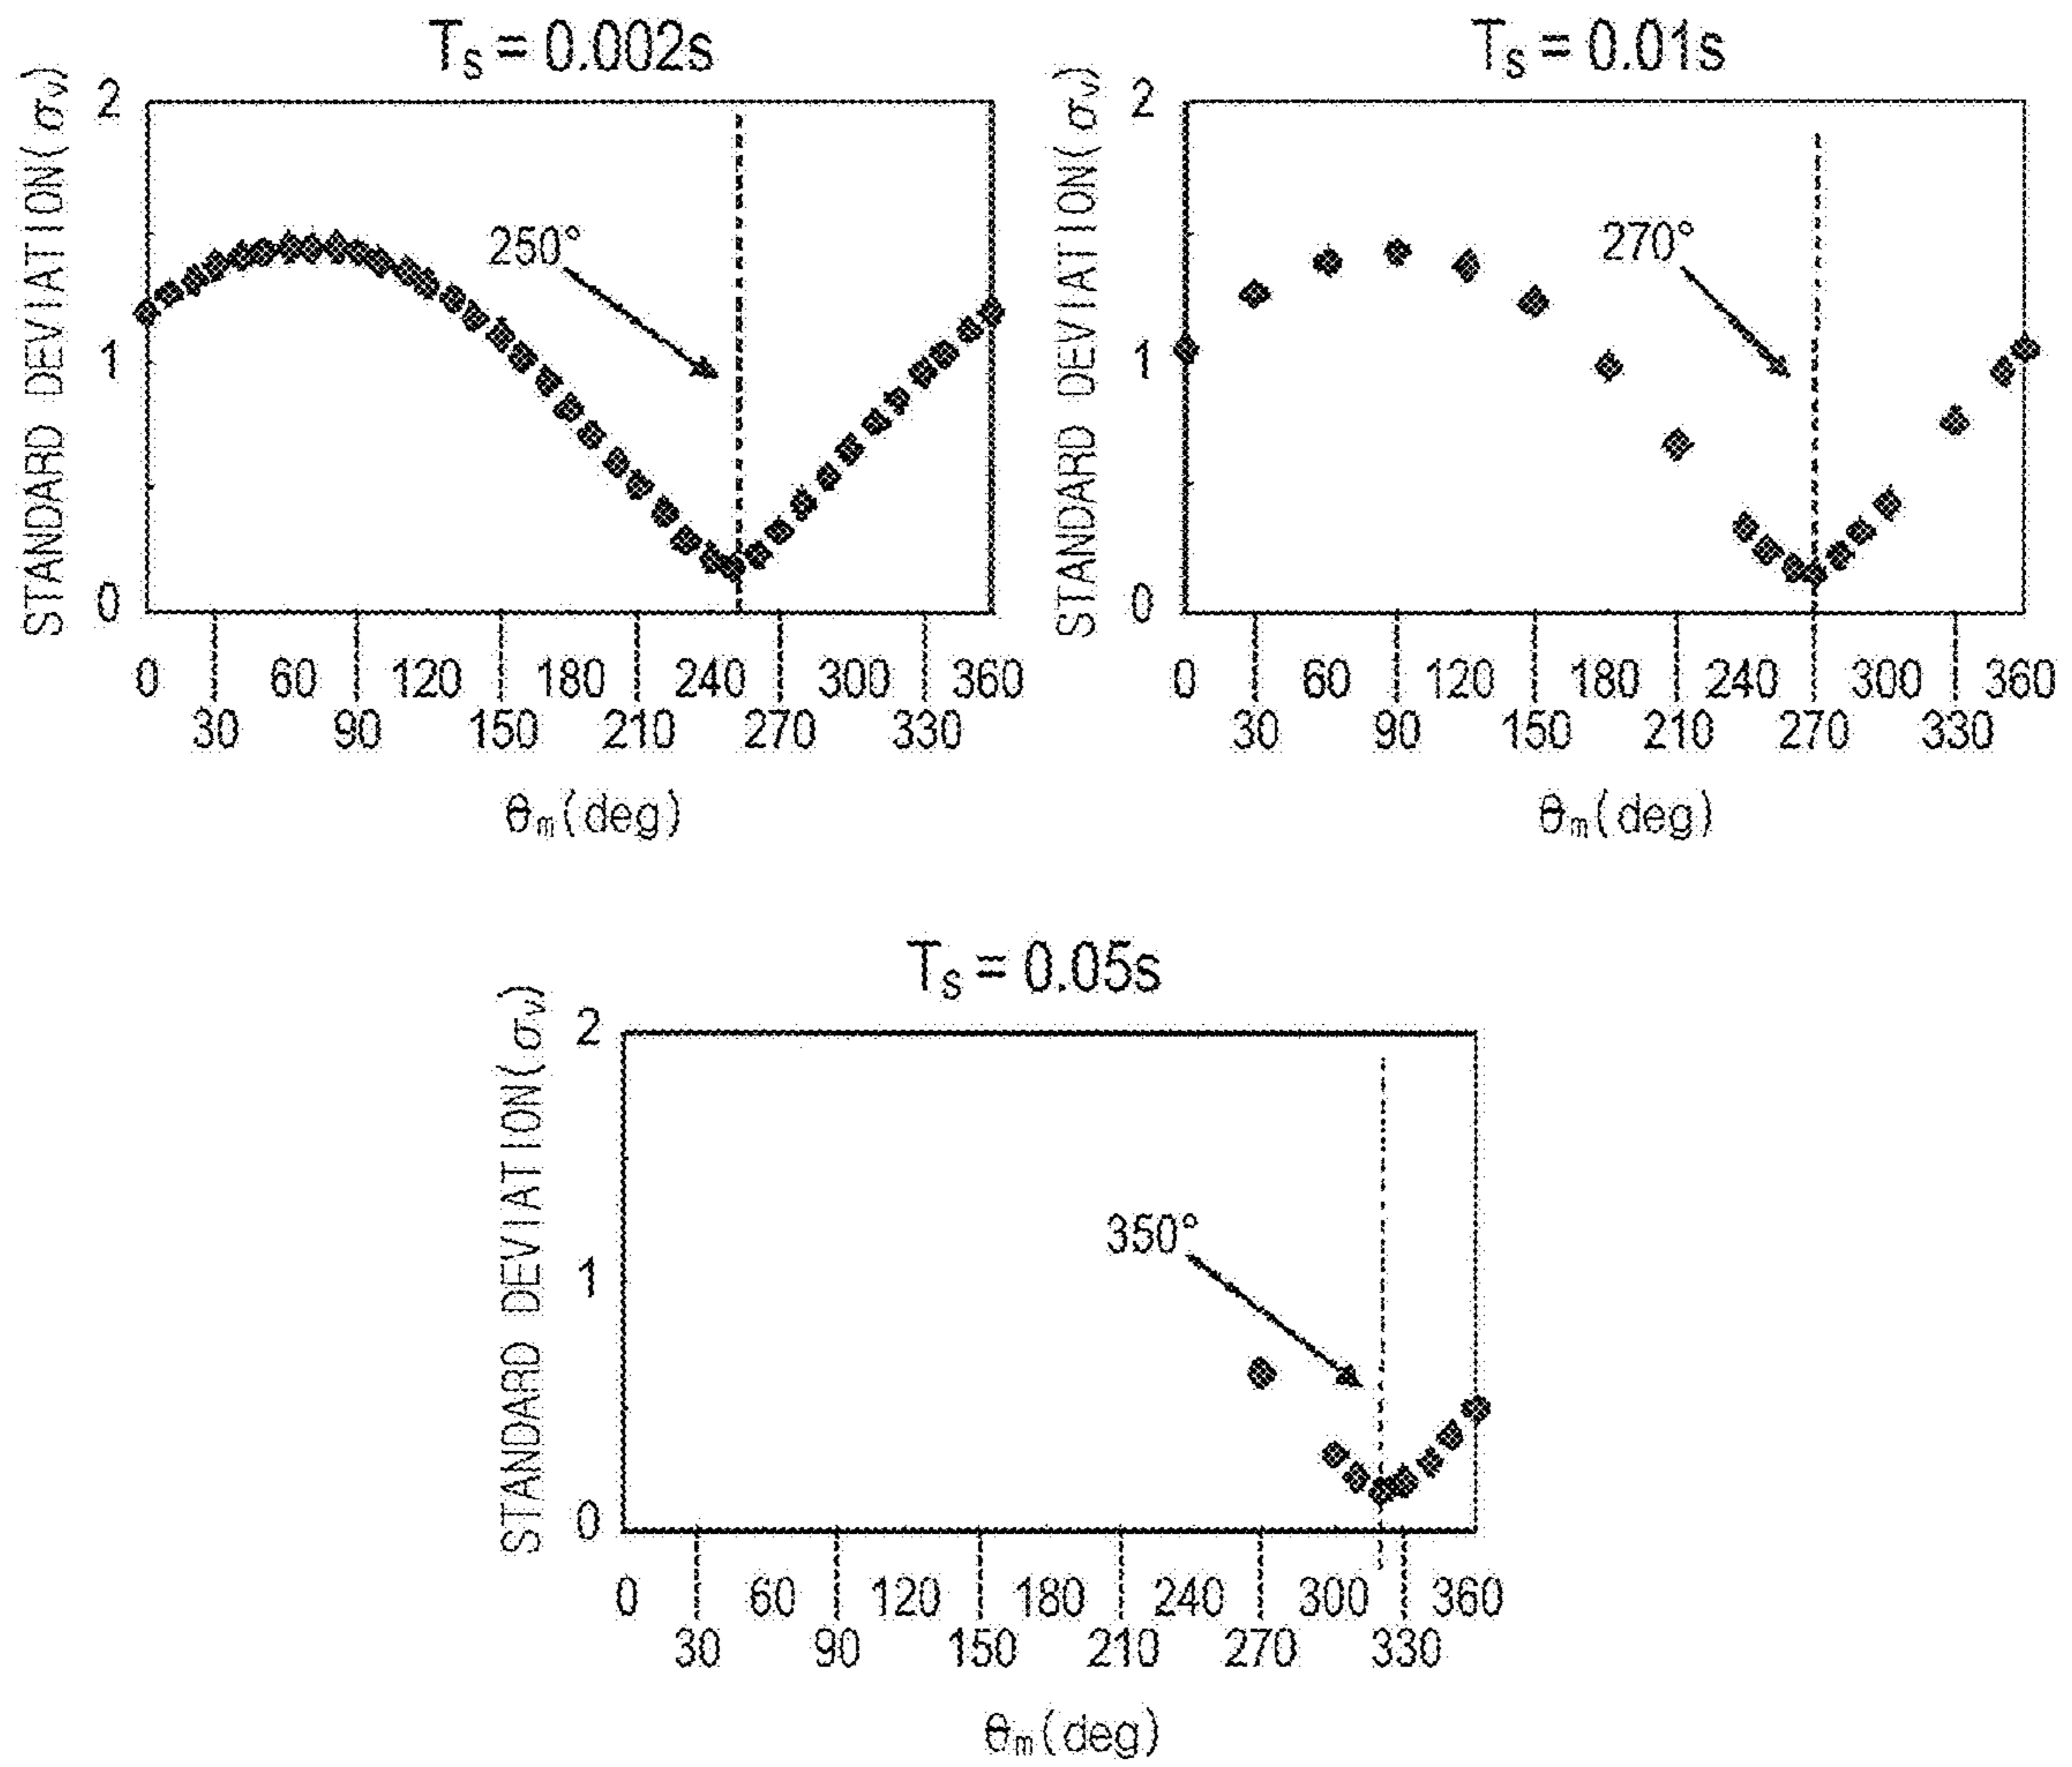 Ts = 0.002s
STANDARD DEVIATION(σv)
2
1
0
250°
0 60 120 180 240 300 360
30 90 150 210 270 330
θm(deg)
Ts = 0.01s
STANDARD DEVIATION(σv)
2
1
0
270°
0 60 120 180 240 300 360
30 90 150 210 270 330
θm(deg)
Ts = 0.05s
STANDARD DEVIATION(σv)
2
1
0
350°
0 60 120 180 240 300 360
30 90 150 210 270 330
θm(deg)